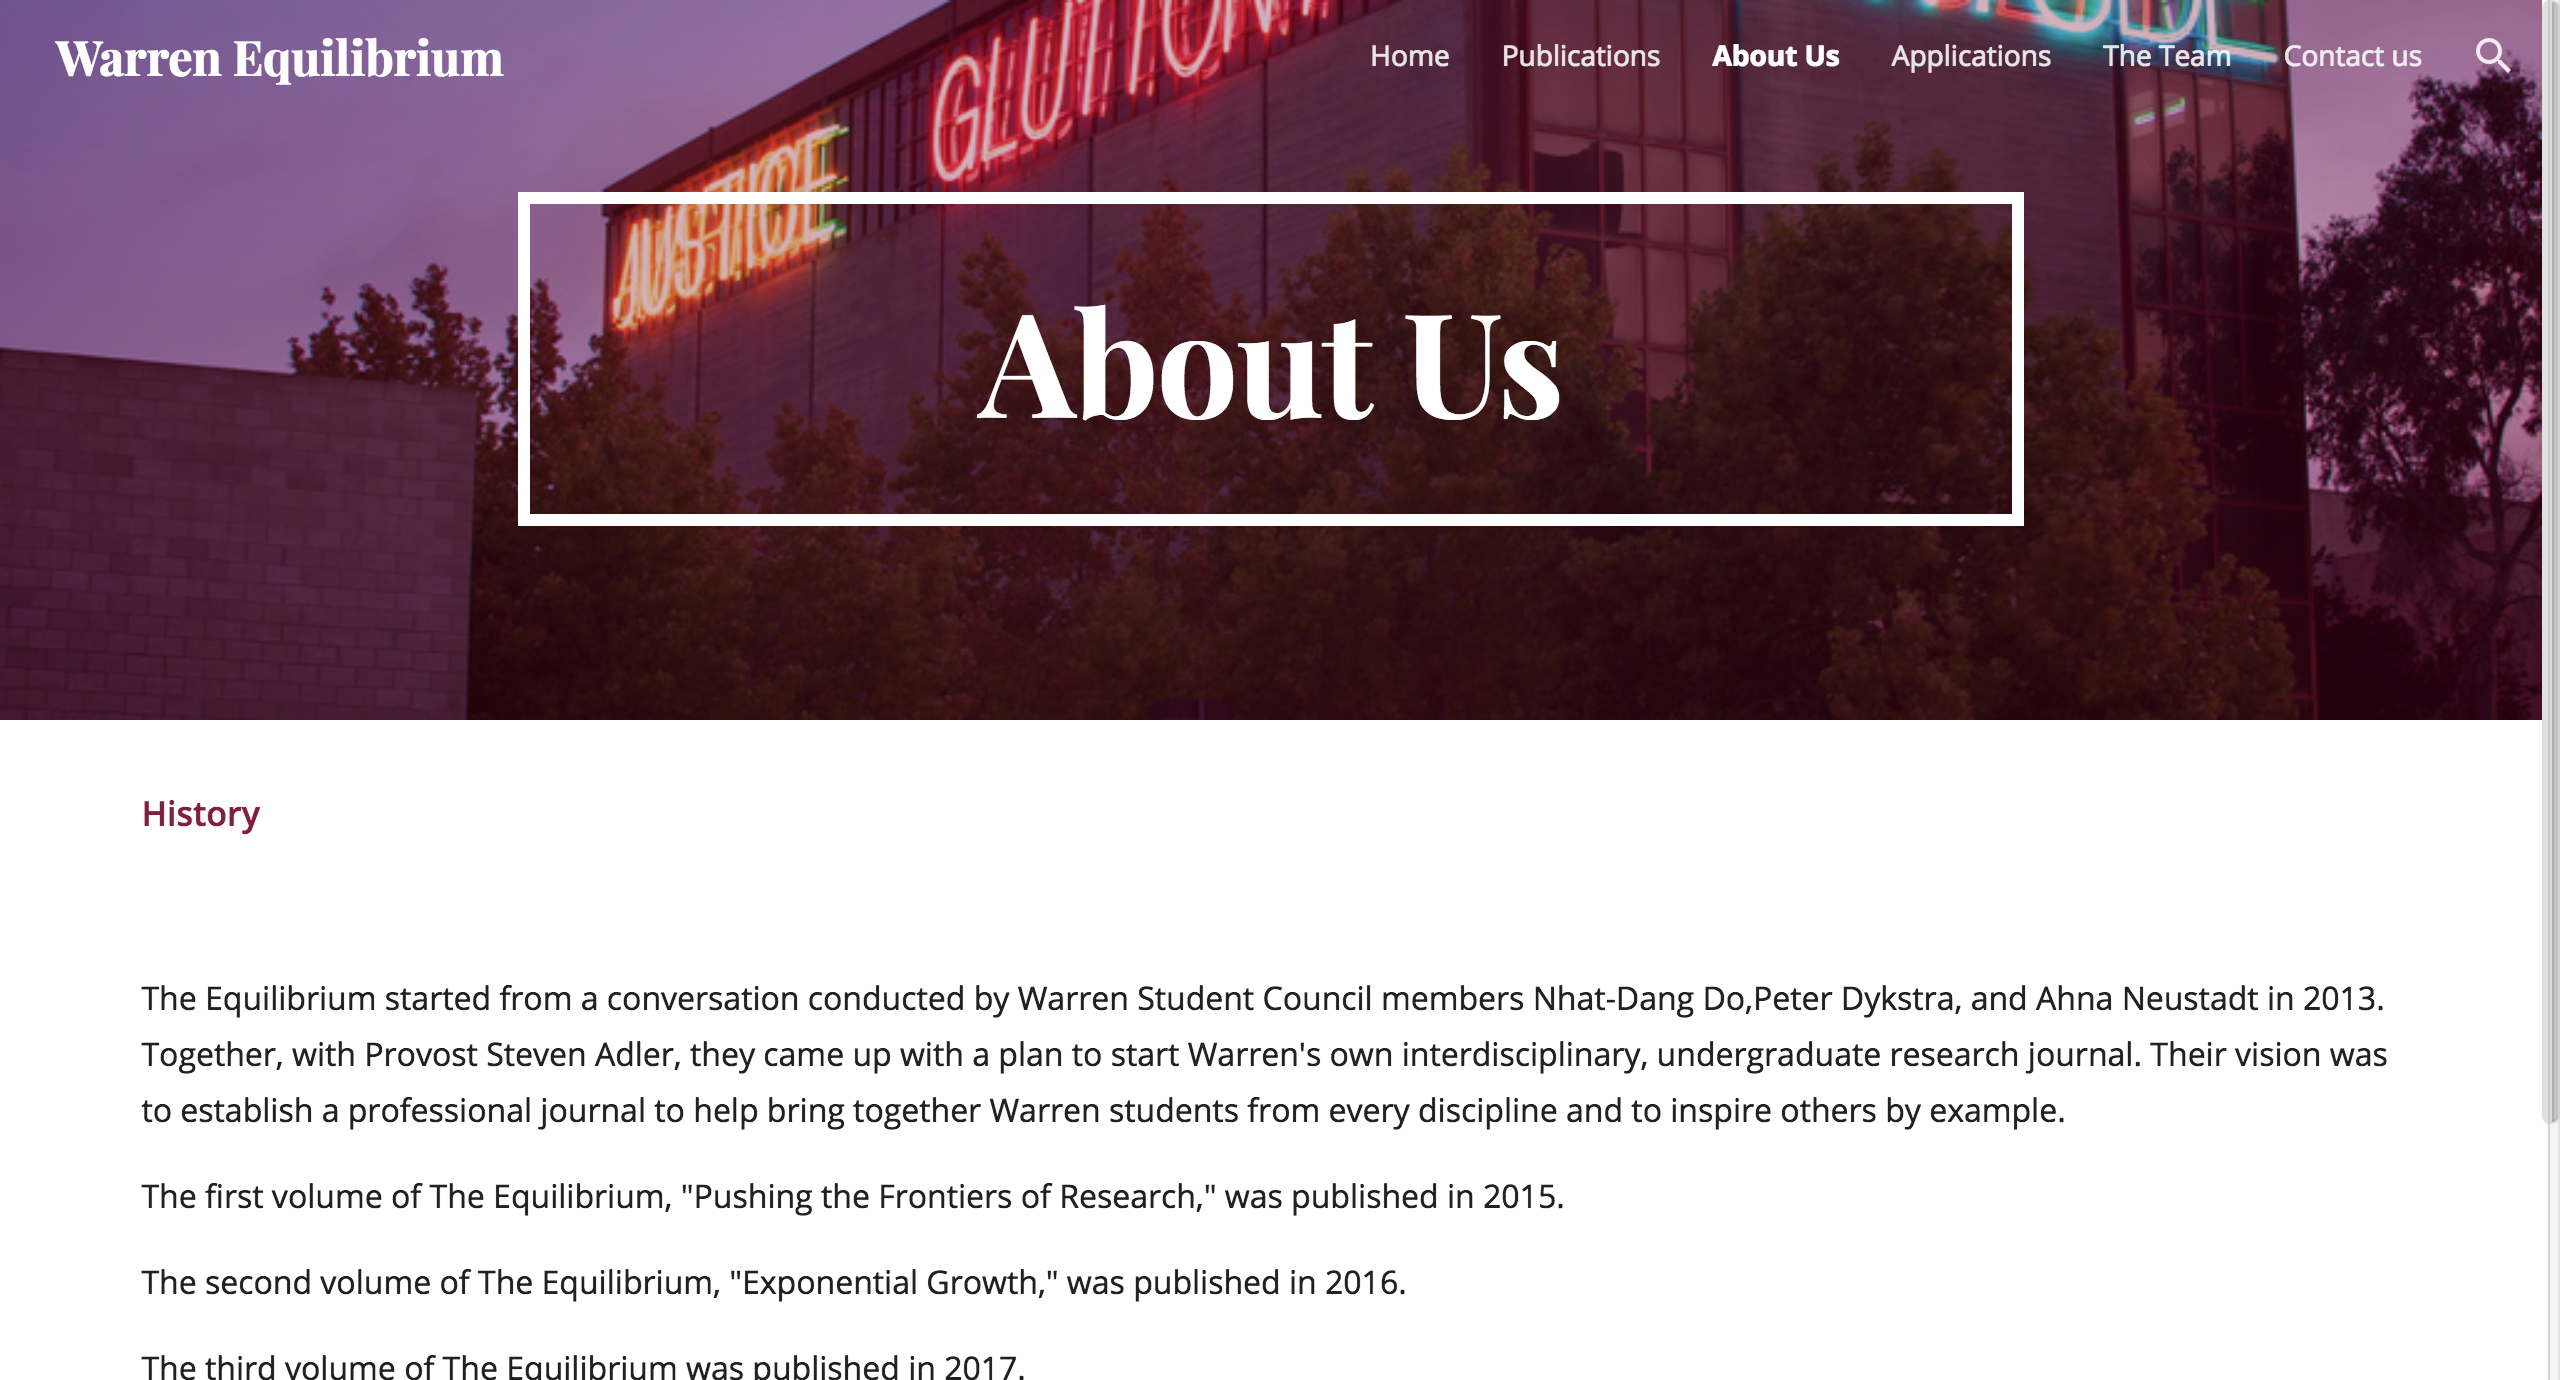 Warren Equilibrium
Home Publications About Us Applications The Team Contact us
GLUTTON
About Us
History
The Equilibrium started from a conversation conducted by Warren Student Council members Nhat-Dang Do,Peter Dykstra, and Ahna Neustadt in 2013.
Together, with Provost Steven Adler, they came up with a plan to start Warren's own interdisciplinary, undergraduate research journal. Their vision was
to establish a professional journal to help bring together Warren students from every discipline and to inspire others by example.
The first volume of The Equilibrium, "Pushing the Frontiers of Research," was published in 2015.
The second volume of The Equilibrium, "Exponential Growth," was published in 2016.
The third volume of The Equilibrium was published in 2017.